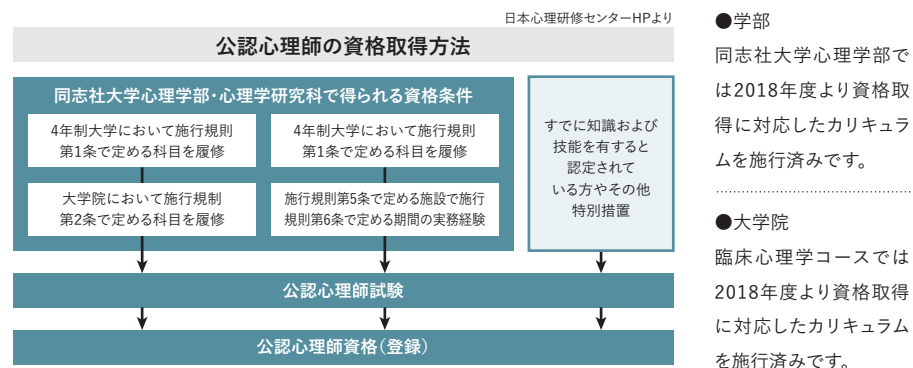 日本心理研修センターHPより
公認心理師の資格取得方法
同志社大学心理学部・心理学研究科で得られる資格条件
4年制大学において施行規則
第1条で定める科目を履修
大学院において施行規制
第2条で定める科目を履修
4年制大学において施行規則
第1条で定める科目を履修
施行規則第5条で定める施設で施行
規則第6条で定める期間の実務経験
すでに知識および
技能を有すると
認定されて
いる方やその他
特別措置
公認心理師試験
公認心理師資格（登録）
●学部
同志社大学心理学部で
は2018年度より資格取
得に対応したカリキュラ
ムを施行済みです。
●大学院
臨床心理学コースでは
2018年度より資格取得
に対応したカリキュラム
を施行済みです。